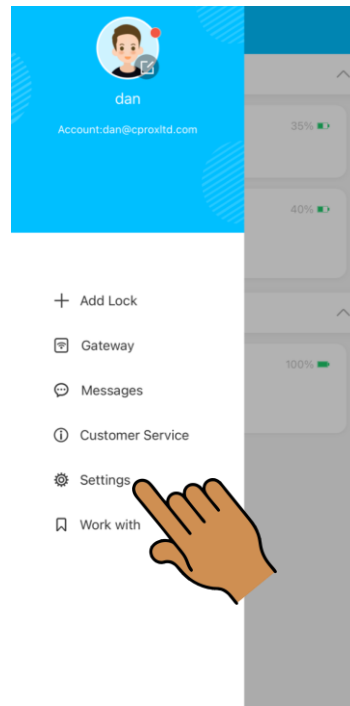 dan
Account:dan@cproxltd.com
35%
40%
100%
Add Lock
Gateway
Messages
Customer Service
Settings
Work with